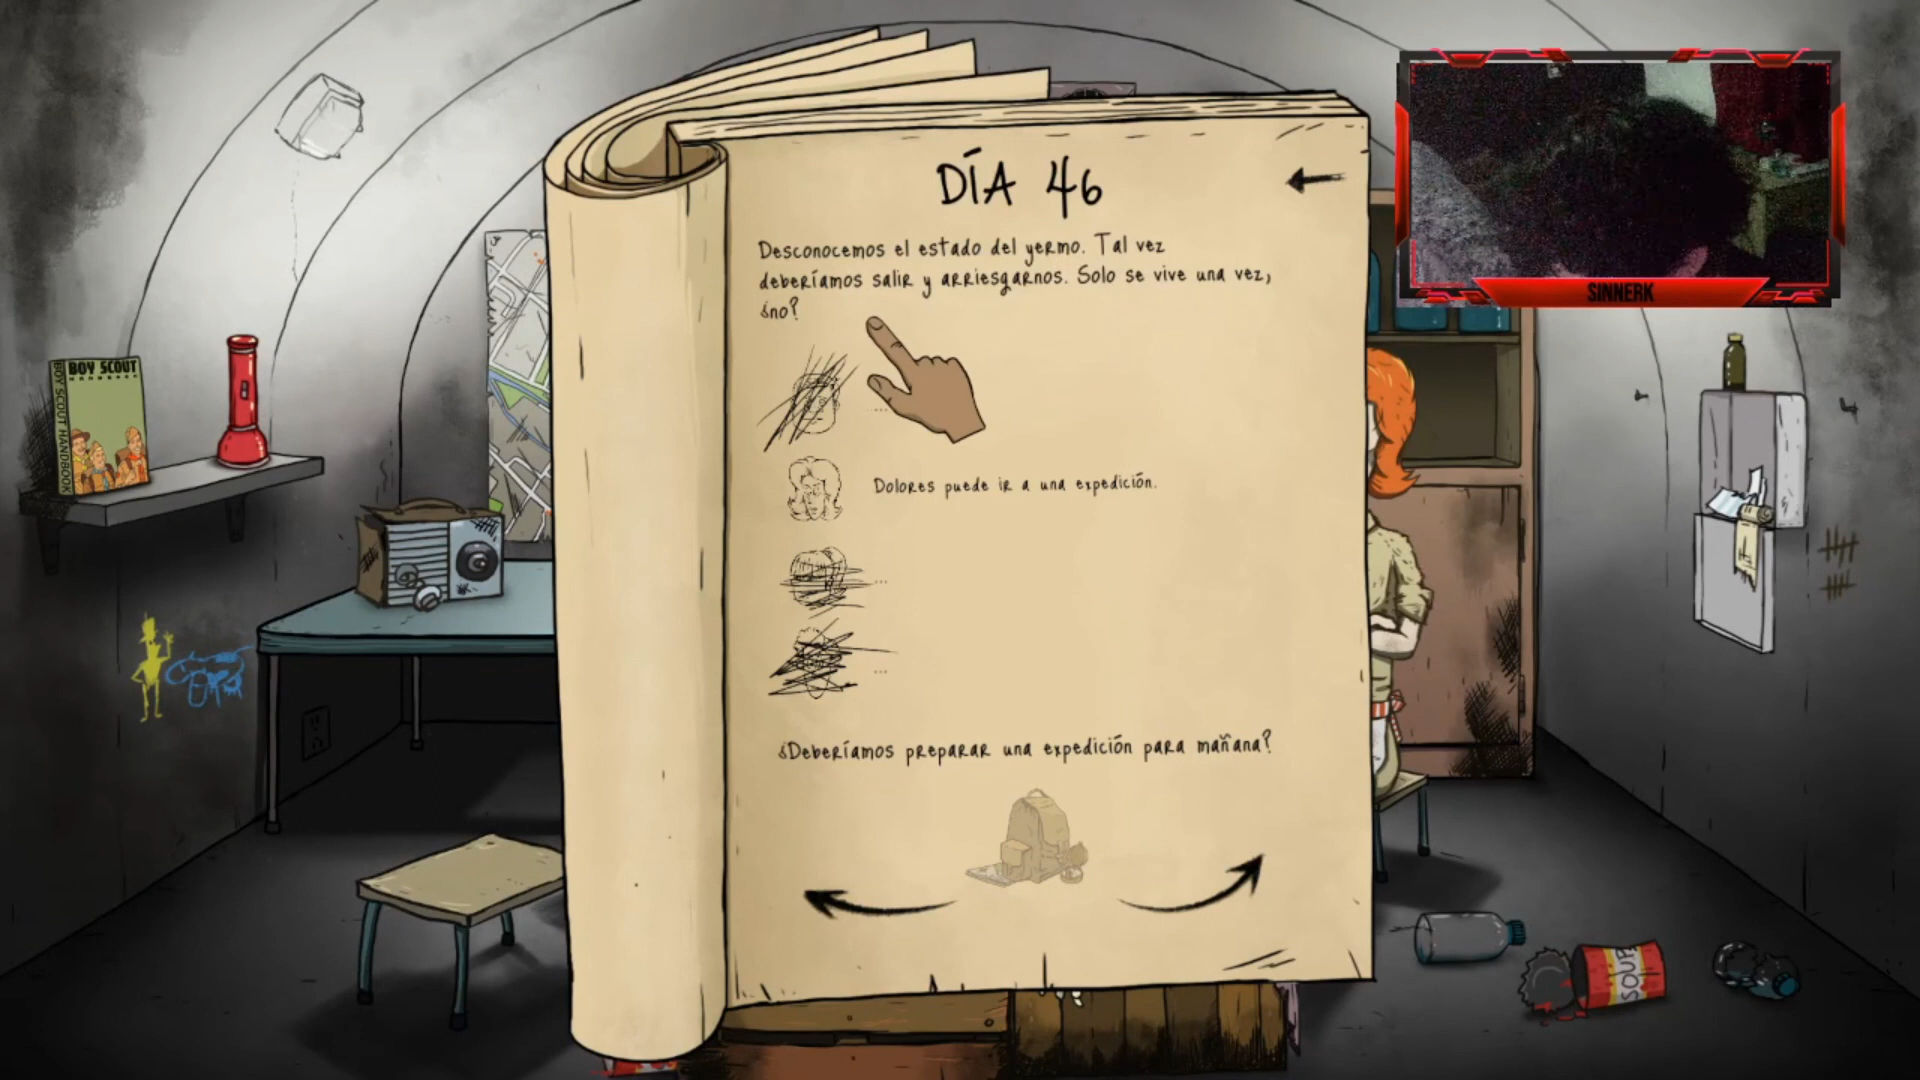 DÍA 46
Desconocemos el estado del yermo. Tal vez
deberíamos salir y arriesgarnos. Solo se vive una vez,
¿no?
...
Dolores puede ir a una expedición.
...
...
¿Deberíamos preparar una expedición para mañana?
SINNERK
BOY SCOUT
HANDBOOK
BOY SCOUT HANDBOOK
SOUP